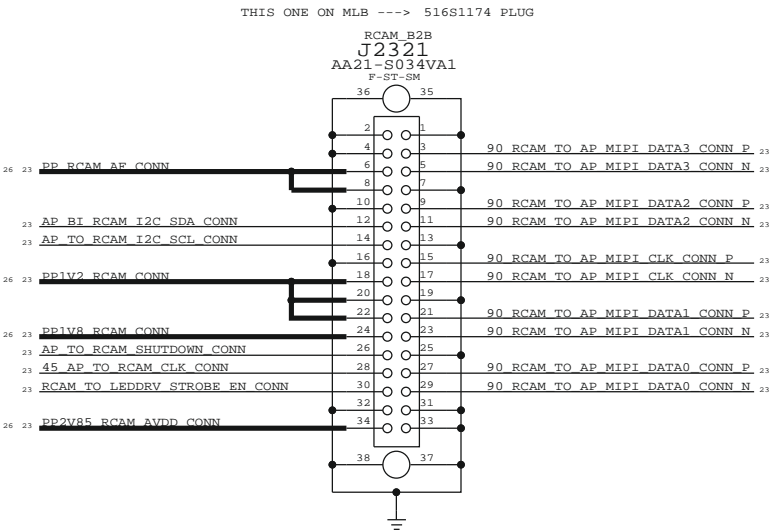 THIS ONE ON MLB ---> 516S1174 PLUG
RCAM_B2B
J2321
AA21-S034VA1
F-ST-SM
36 35
2 1
4 3 90_RCAM_TO_AP_MIPI_DATA3_CONN_P 23
26 23 PP_RCAM_AF_CONN 6 5 90_RCAM_TO_AP_MIPI_DATA3_CONN_N 23
8 7
10 9 90_RCAM_TO_AP_MIPI_DATA2_CONN_P 23
23 AP_BI_RCAM_I2C_SDA_CONN 12 11 90_RCAM_TO_AP_MIPI_DATA2_CONN_N 23
23 AP_TO_RCAM_I2C_SCL_CONN 14 13
16 15 90_RCAM_TO_AP_MIPI_CLK_CONN_P 23
26 23 PP1V2_RCAM_CONN 18 17 90_RCAM_TO_AP_MIPI_CLK_CONN_N 23
20 19
22 21 90_RCAM_TO_AP_MIPI_DATA1_CONN_P 23
26 23 PP1V8_RCAM_CONN 24 23 90_RCAM_TO_AP_MIPI_DATA1_CONN_N 23
23 AP_TO_RCAM_SHUTDOWN_CONN 26 25
23 45_AP_TO_RCAM_CLK_CONN 28 27 90_RCAM_TO_AP_MIPI_DATA0_CONN_P 23
23 RCAM_TO_LEDDRV_STROBE_EN_CONN 30 29 90_RCAM_TO_AP_MIPI_DATA0_CONN_N 23
32 31
26 23 PP2V85_RCAM_AVDD_CONN 34 33
38 37